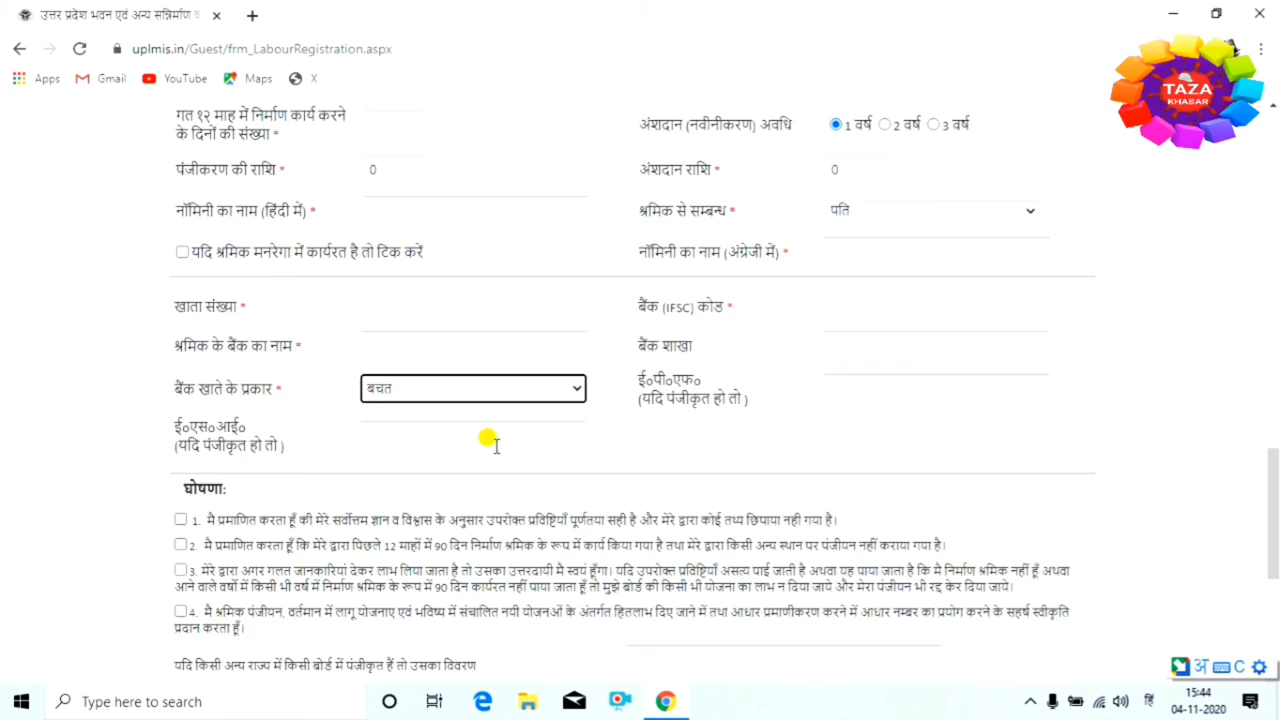 उत्तर प्रदेश भवन एवं अन्य सन्निर्माण क
uplmis.in/Guest/frm_LabourRegistration.aspx
Apps Gmail YouTube Maps X
TAZA
KHABAR
गत १२ माह में निर्माण कार्य करने
के दिनों की संख्या *
अंशदान (नवीनीकरण) अवधि 1 वर्ष 2 वर्ष 3 वर्ष
पंजीकरण की राशि * 0 अंशदान राशि * 0
नॉमिनी का नाम (हिंदी में) * श्रमिक से सम्बन्ध * पति
यदि श्रमिक मनरेगा में कार्यरत है तो टिक करें नॉमिनी का नाम (अंग्रेजी में) *
खाता संख्या * बैंक (IFSC) कोड *
श्रमिक के बैंक का नाम * बैंक शाखा
बैंक खाते के प्रकार * बचत
ई०पी०एफ०
(यदि पंजीकृत हो तो )
ई०एस०आई०
(यदि पंजीकृत हो तो )
घोषणा:
1. मै प्रमाणित करता हूँ की मेरे सर्वोत्तम ज्ञान व विश्वास के अनुसार उपरोक्त प्रविष्टियाँ पूर्णतया सही है और मेरे द्वारा कोई तथ्य छिपाया नही गया है।
2. मै प्रमाणित करता हूँ कि मेरे द्वारा पिछले 12 माहों में 90 दिन निर्माण श्रमिक के रूप में कार्य किया गया है तथा मेरे द्वारा किसी अन्य स्थान पर पंजीयन नहीं कराया गया है।
3. मेरे द्वारा अगर गलत जानकारियां देकर लाभ लिया जाता है तो उसका उत्तरदायी मै स्वयं हूँगा। यदि उपरोक्त प्रविष्टियाँ असत्य पाई जाती है अथवा यह पाया जाता है कि मै निर्माण श्रमिक नहीं हूँ अथवा
आने वाले वर्षो में किसी भी वर्ष में निर्माण श्रमिक के रूप में 90 दिन कार्यरत नहीं पाया जाता हूँ तो मुझे बोर्ड की किसी भी योजना का लाभ न दिया जाये और मेरा पंजीयन भी रद्द कर दिया जाये।
4. मै श्रमिक पंजीयन, वर्तमान में लागू योजनाए एवं भविष्य में संचालित नयी योजनओं के अंतर्गत हितलाभ दिए जाने में तथा आधार प्रमाणीकरण करने में आधार नम्बर का प्रयोग करने के सहर्ष स्वीकृति
प्रदान करता हूँ।
यदि किसी अन्य राज्य में किसी बोर्ड में पंजीकृत हैं तो उसका विवरण
अ
Type here to search
हिं
15:44
04-11-2020